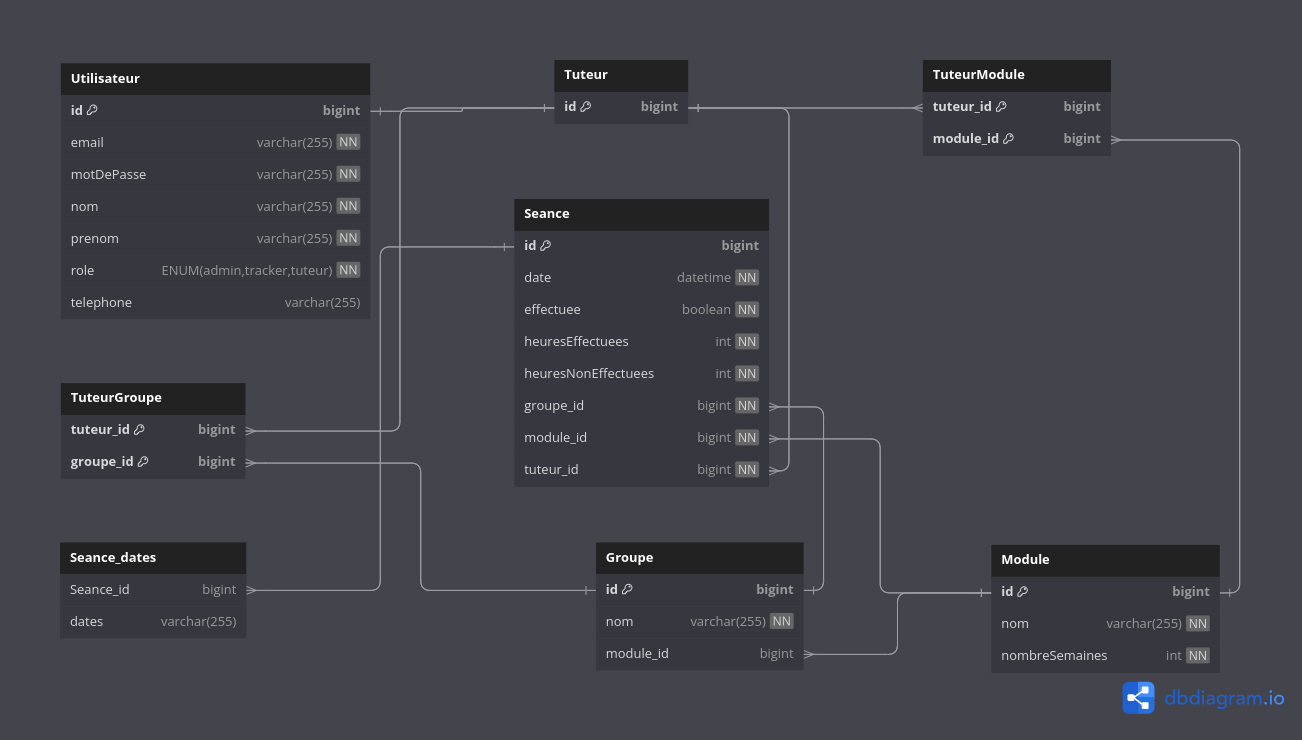 Utilisateur
id bigint
email varchar(255) NN
motDePasse varchar(255) NN
nom varchar(255) NN
prenom varchar(255) NN
role ENUM(admin,tracker,tuteur) NN
telephone varchar(255)
Tuteur
id bigint
TuteurModule
tuteur_id bigint
module_id bigint
Seance
id bigint
date datetime NN
effectuee boolean NN
heuresEffectuees int NN
heuresNonEffectuees int NN
groupe_id bigint NN
module_id bigint NN
tuteur_id bigint NN
TuteurGroupe
tuteur_id bigint
groupe_id bigint
Seance_dates
Seance_id bigint
dates varchar(255)
Groupe
id bigint
nom varchar(255) NN
module_id bigint
Module
id bigint
nom varchar(255) NN
nombreSemaines int NN
dbdiagram.io